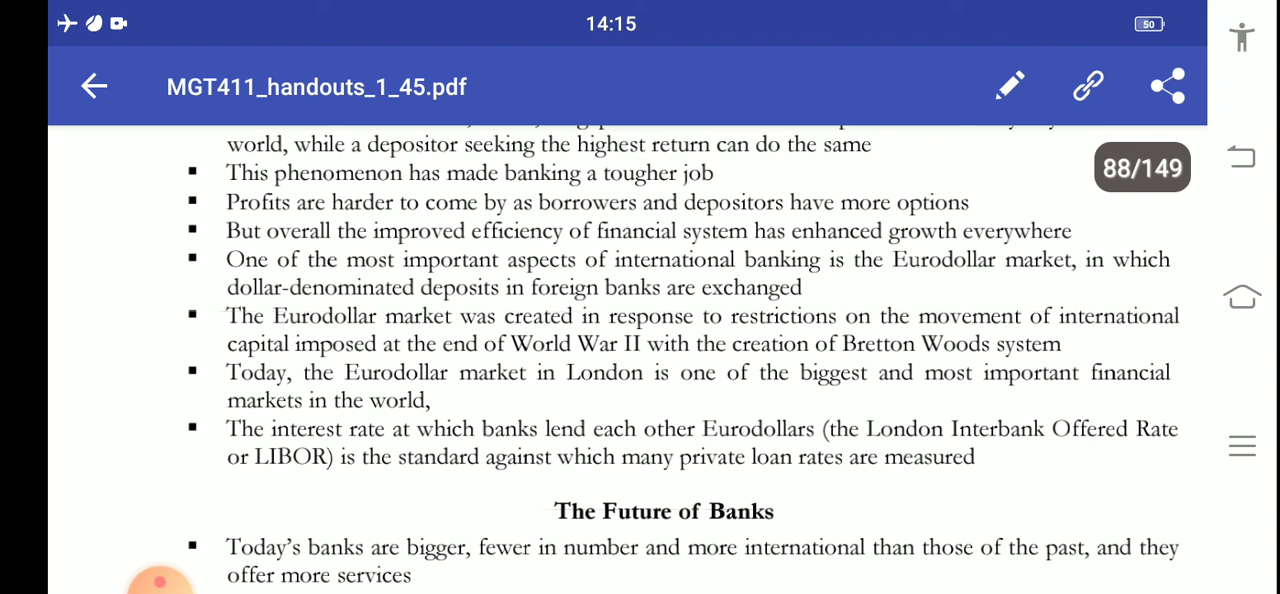 14:15
50
MGT411_handouts_1_45.pdf
88/149
world, while a depositor seeking the highest return can do the same
▪ This phenomenon has made banking a tougher job
▪ Profits are harder to come by as borrowers and depositors have more options
▪ But overall the improved efficiency of financial system has enhanced growth everywhere
▪ One of the most important aspects of international banking is the Eurodollar market, in which
dollar-denominated deposits in foreign banks are exchanged
▪ The Eurodollar market was created in response to restrictions on the movement of international
capital imposed at the end of World War II with the creation of Bretton Woods system
▪ Today, the Eurodollar market in London is one of the biggest and most important financial
markets in the world,
▪ The interest rate at which banks lend each other Eurodollars (the London Interbank Offered Rate
or LIBOR) is the standard against which many private loan rates are measured
The Future of Banks
▪ Today's banks are bigger, fewer in number and more international than those of the past, and they
offer more services